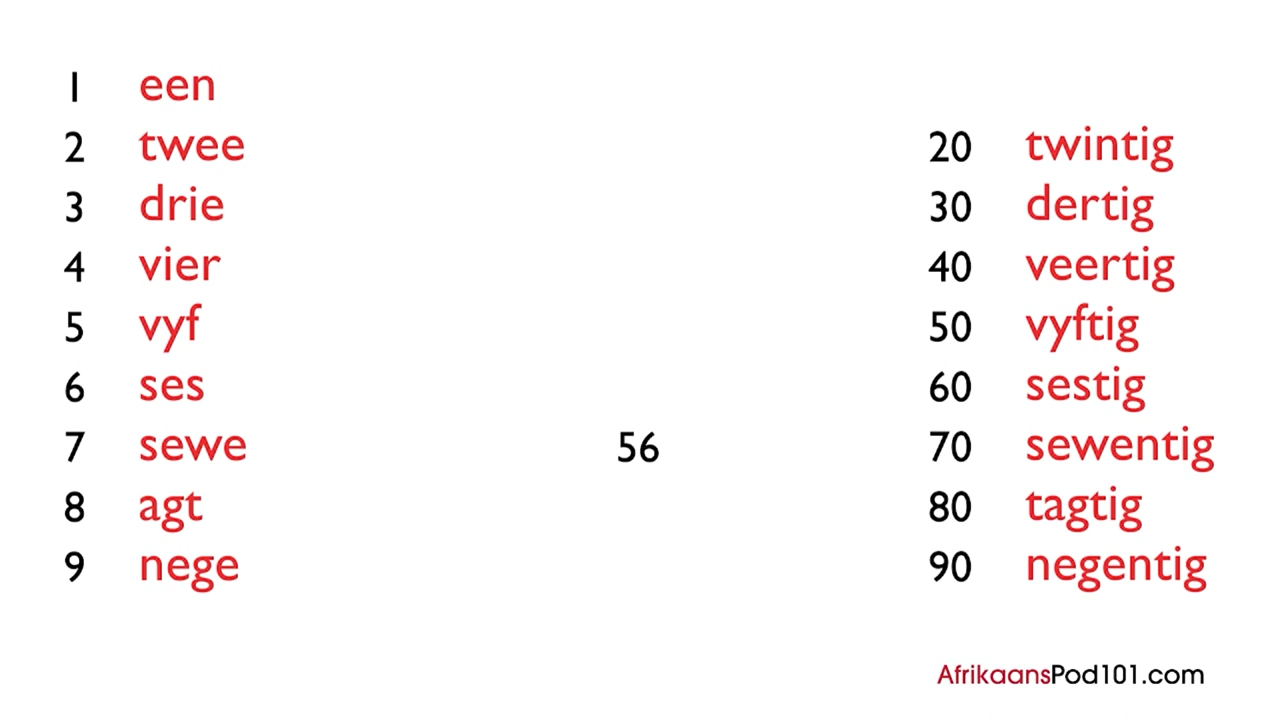 1 een
2 twee
3 drie
4 vier
5 vyf
6 ses
7 sewe
8 agt
9 nege
56
20 twintig
30 dertig
40 veertig
50 vyftig
60 sestig
70 sewentig
80 tagtig
90 negentig
AfrikaansPod101.com